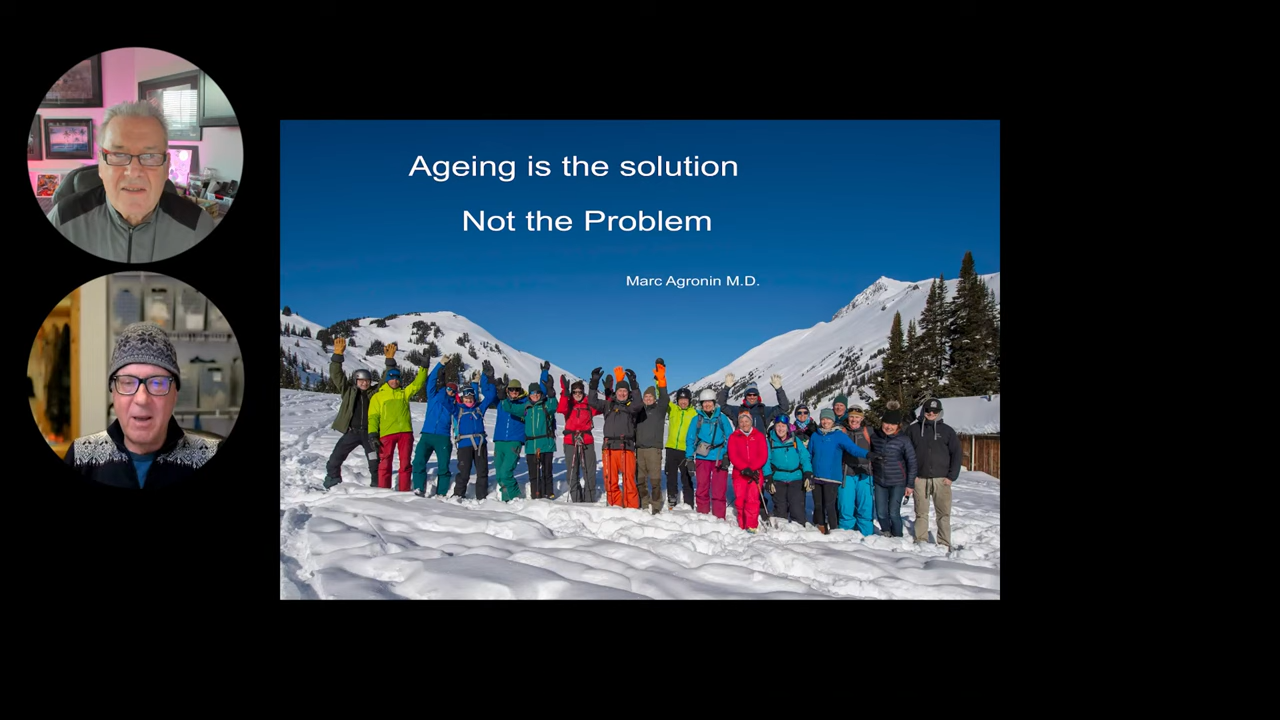 Ageing is the solution
Not the Problem
Marc Agronin M.D.